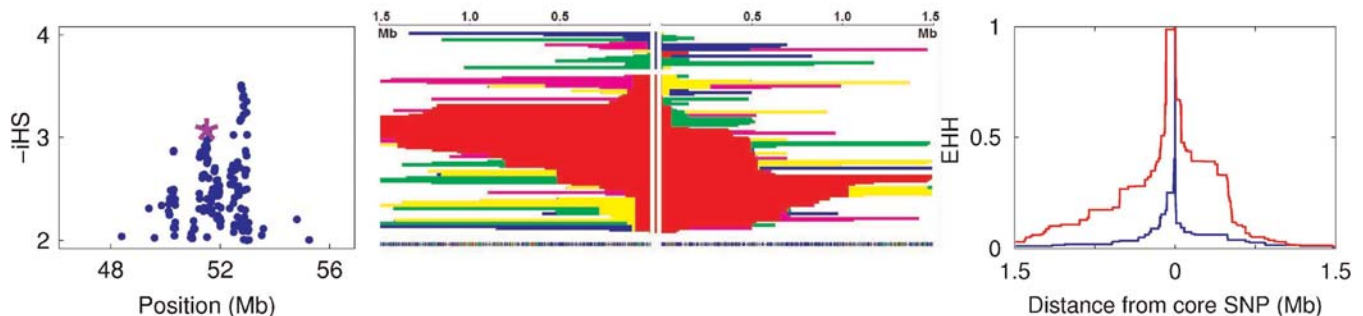 4
3
2
–iHS
48 52 56
Position (Mb)
1.5 1.0 0.5 0.5 1.0 1.5
Mb Mb
1
0.5
0
EHH
1.5 0 1.5
Distance from core SNP (Mb)